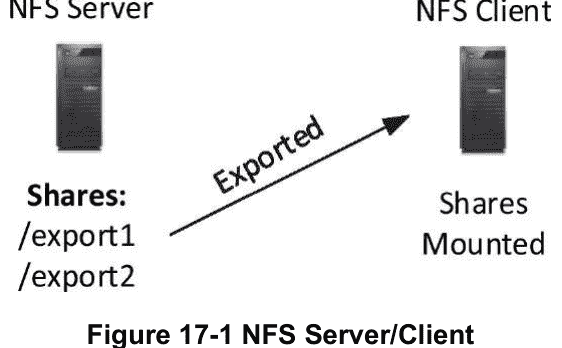 NFS Server
NFS Client
Exported
Shares:
/export1
/export2
Shares
Mounted
Figure 17-1 NFS Server/Client